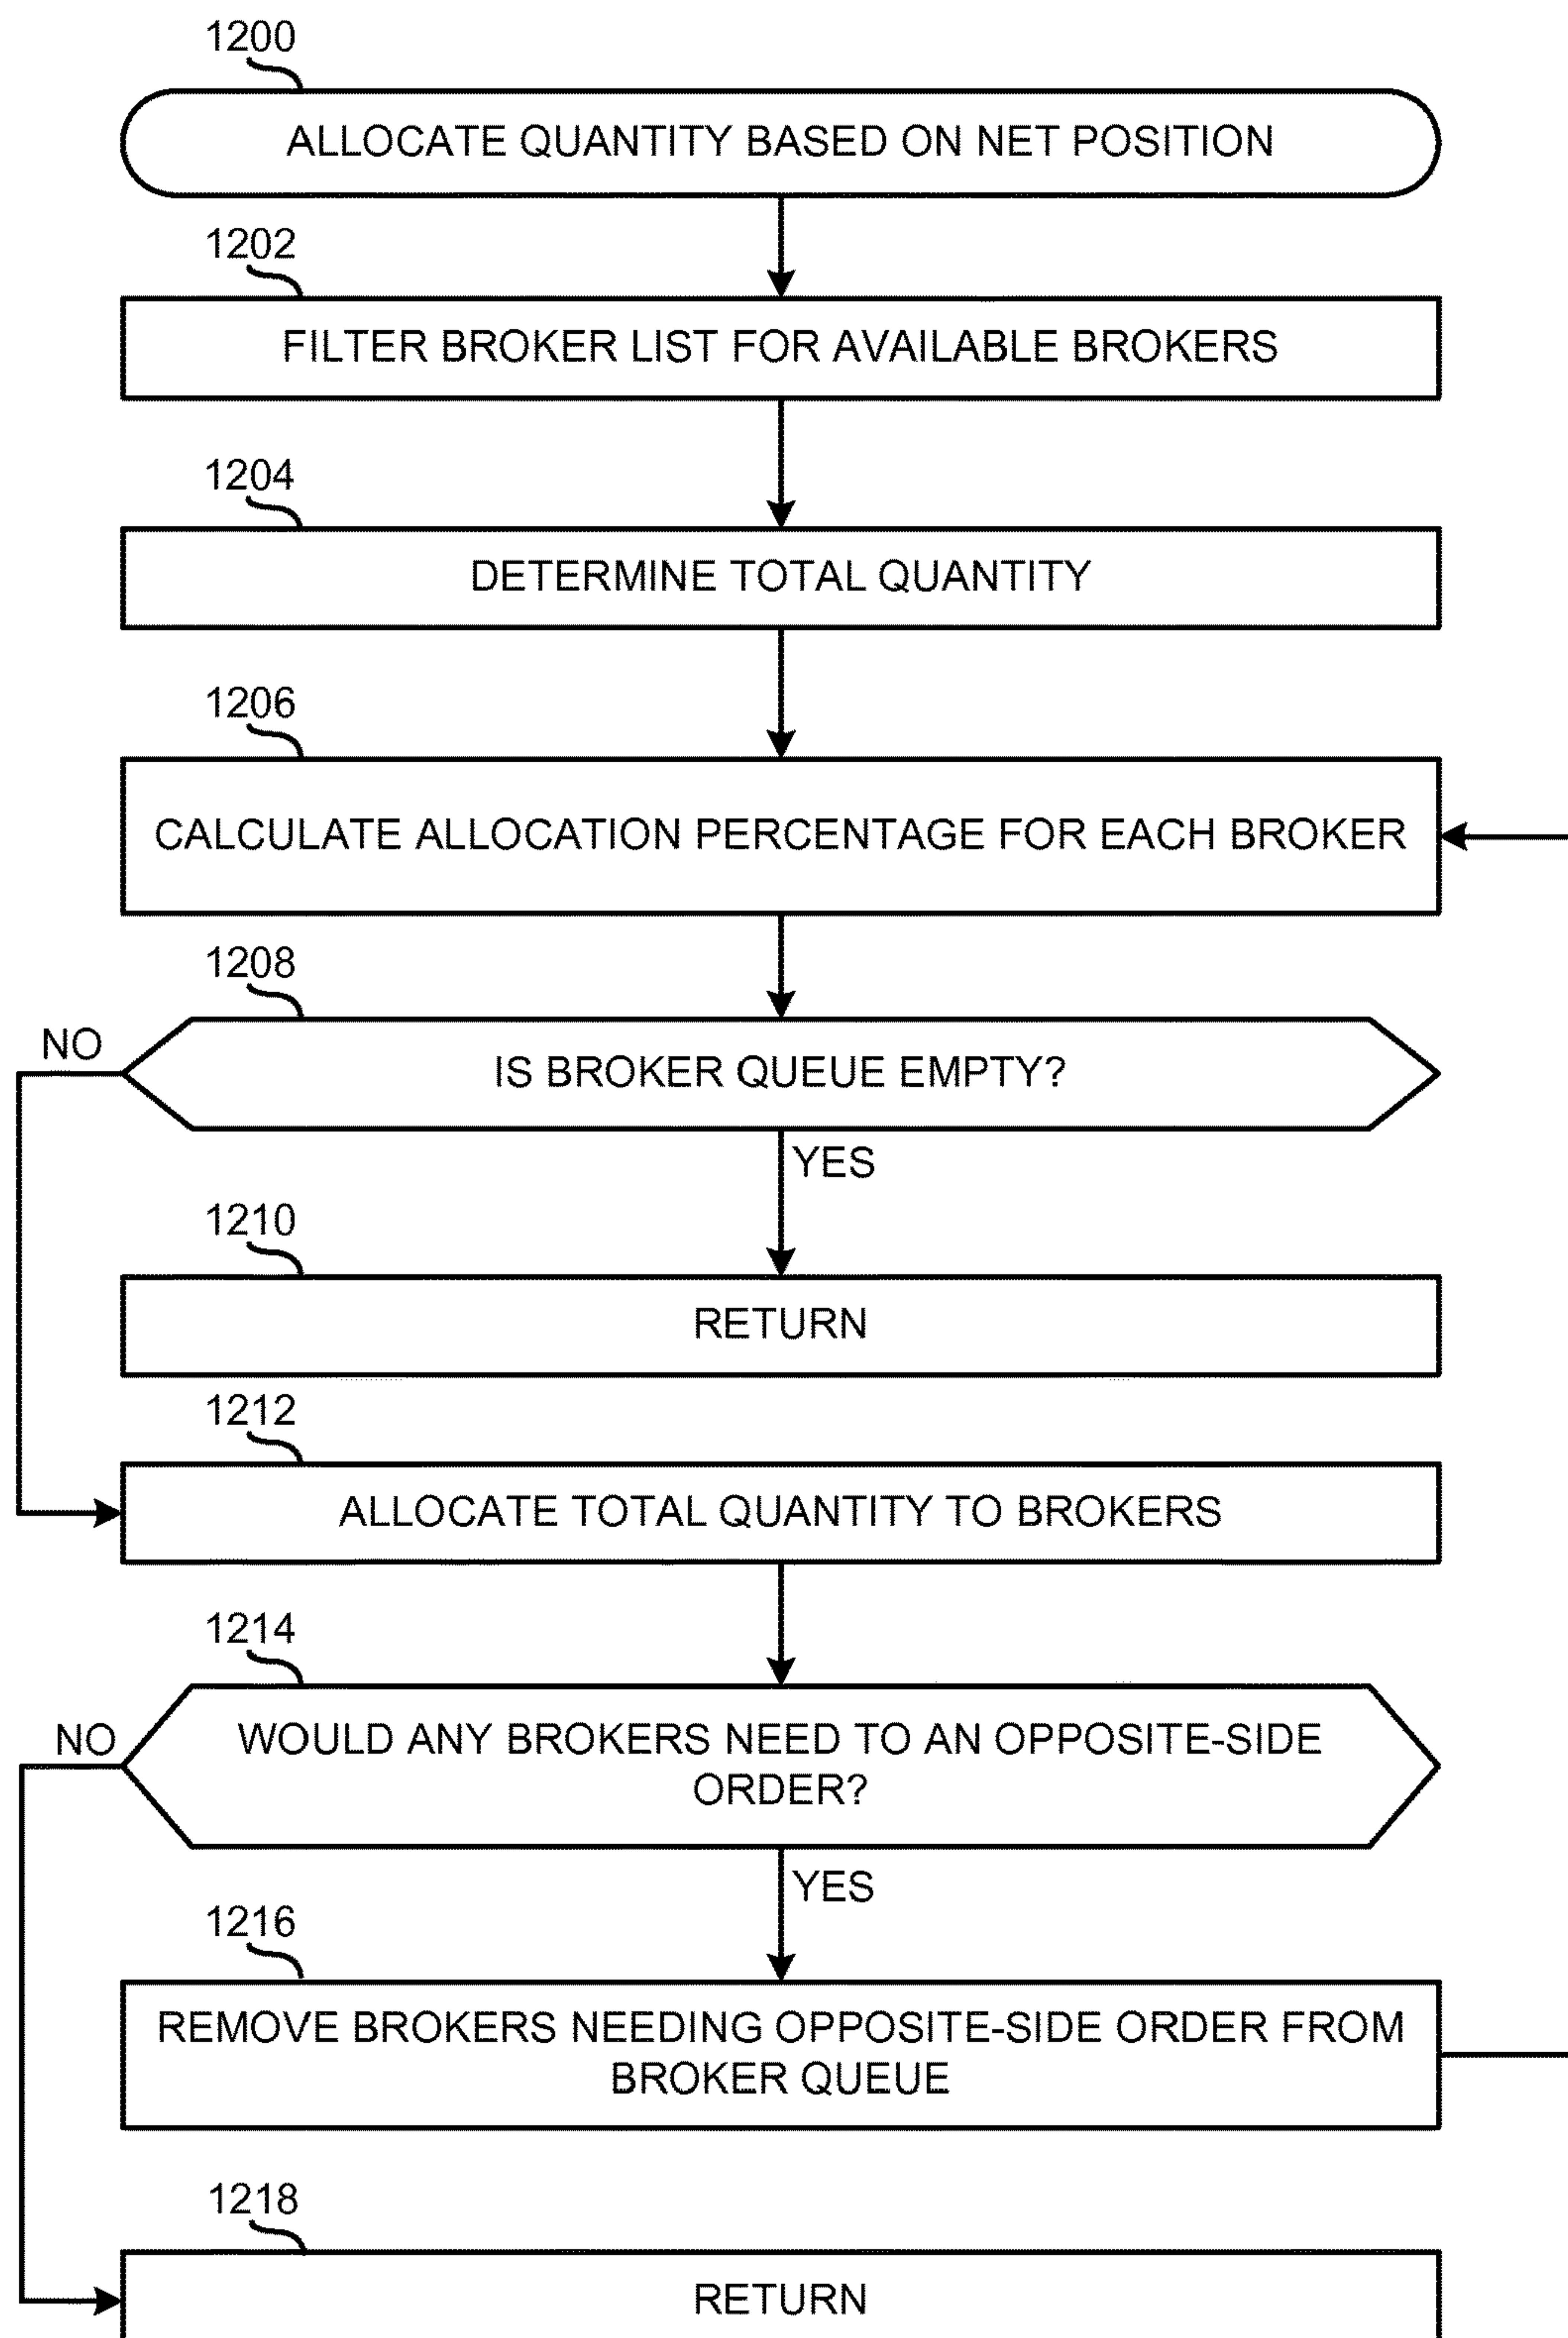 1200
ALLOCATE QUANTITY BASED ON NET POSITION
1202
FILTER BROKER LIST FOR AVAILABLE BROKERS
1204
DETERMINE TOTAL QUANTITY
1206
CALCULATE ALLOCATION PERCENTAGE FOR EACH BROKER
1208
NO
IS BROKER QUEUE EMPTY?
YES
1210
RETURN
1212
ALLOCATE TOTAL QUANTITY TO BROKERS
1214
NO
WOULD ANY BROKERS NEED TO AN OPPOSITE-SIDE
ORDER?
YES
1216
REMOVE BROKERS NEEDING OPPOSITE-SIDE ORDER FROM
BROKER QUEUE
1218
RETURN